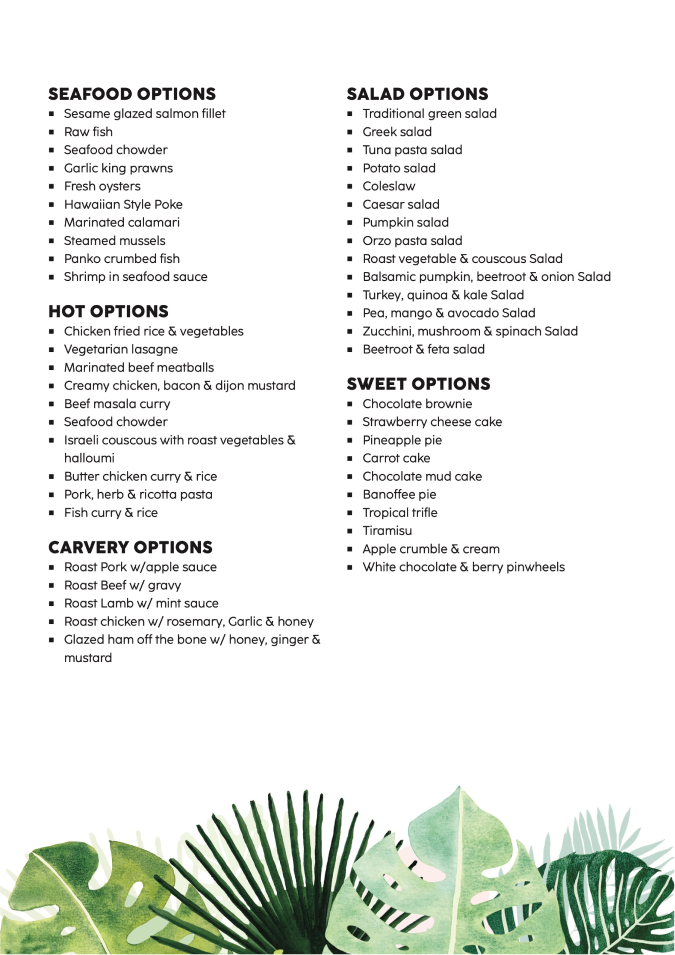 SEAFOOD OPTIONS
▪ Sesame glazed salmon fillet
▪ Raw fish
▪ Seafood chowder
▪ Garlic king prawns
▪ Fresh oysters
▪ Hawaiian Style Poke
▪ Marinated calamari
▪ Steamed mussels
▪ Panko crumbed fish
▪ Shrimp in seafood sauce
HOT OPTIONS
▪ Chicken fried rice & vegetables
▪ Vegetarian lasagne
▪ Marinated beef meatballs
▪ Creamy chicken, bacon & dijon mustard
▪ Beef masala curry
▪ Seafood chowder
▪ Israeli couscous with roast vegetables &
halloumi
▪ Butter chicken curry & rice
▪ Pork, herb & ricotta pasta
▪ Fish curry & rice
CARVERY OPTIONS
▪ Roast Pork w/apple sauce
▪ Roast Beef w/ gravy
▪ Roast Lamb w/ mint sauce
▪ Roast chicken w/ rosemary, Garlic & honey
▪ Glazed ham off the bone w/ honey, ginger &
mustard
SALAD OPTIONS
▪ Traditional green salad
▪ Greek salad
▪ Tuna pasta salad
▪ Potato salad
▪ Coleslaw
▪ Caesar salad
▪ Pumpkin salad
▪ Orzo pasta salad
▪ Roast vegetable & couscous Salad
▪ Balsamic pumpkin, beetroot & onion Salad
▪ Turkey, quinoa & kale Salad
▪ Pea, mango & avocado Salad
▪ Zucchini, mushroom & spinach Salad
▪ Beetroot & feta salad
SWEET OPTIONS
▪ Chocolate brownie
▪ Strawberry cheese cake
▪ Pineapple pie
▪ Carrot cake
▪ Chocolate mud cake
▪ Banoffee pie
▪ Tropical trifle
▪ Tiramisu
▪ Apple crumble & cream
▪ White chocolate & berry pinwheels